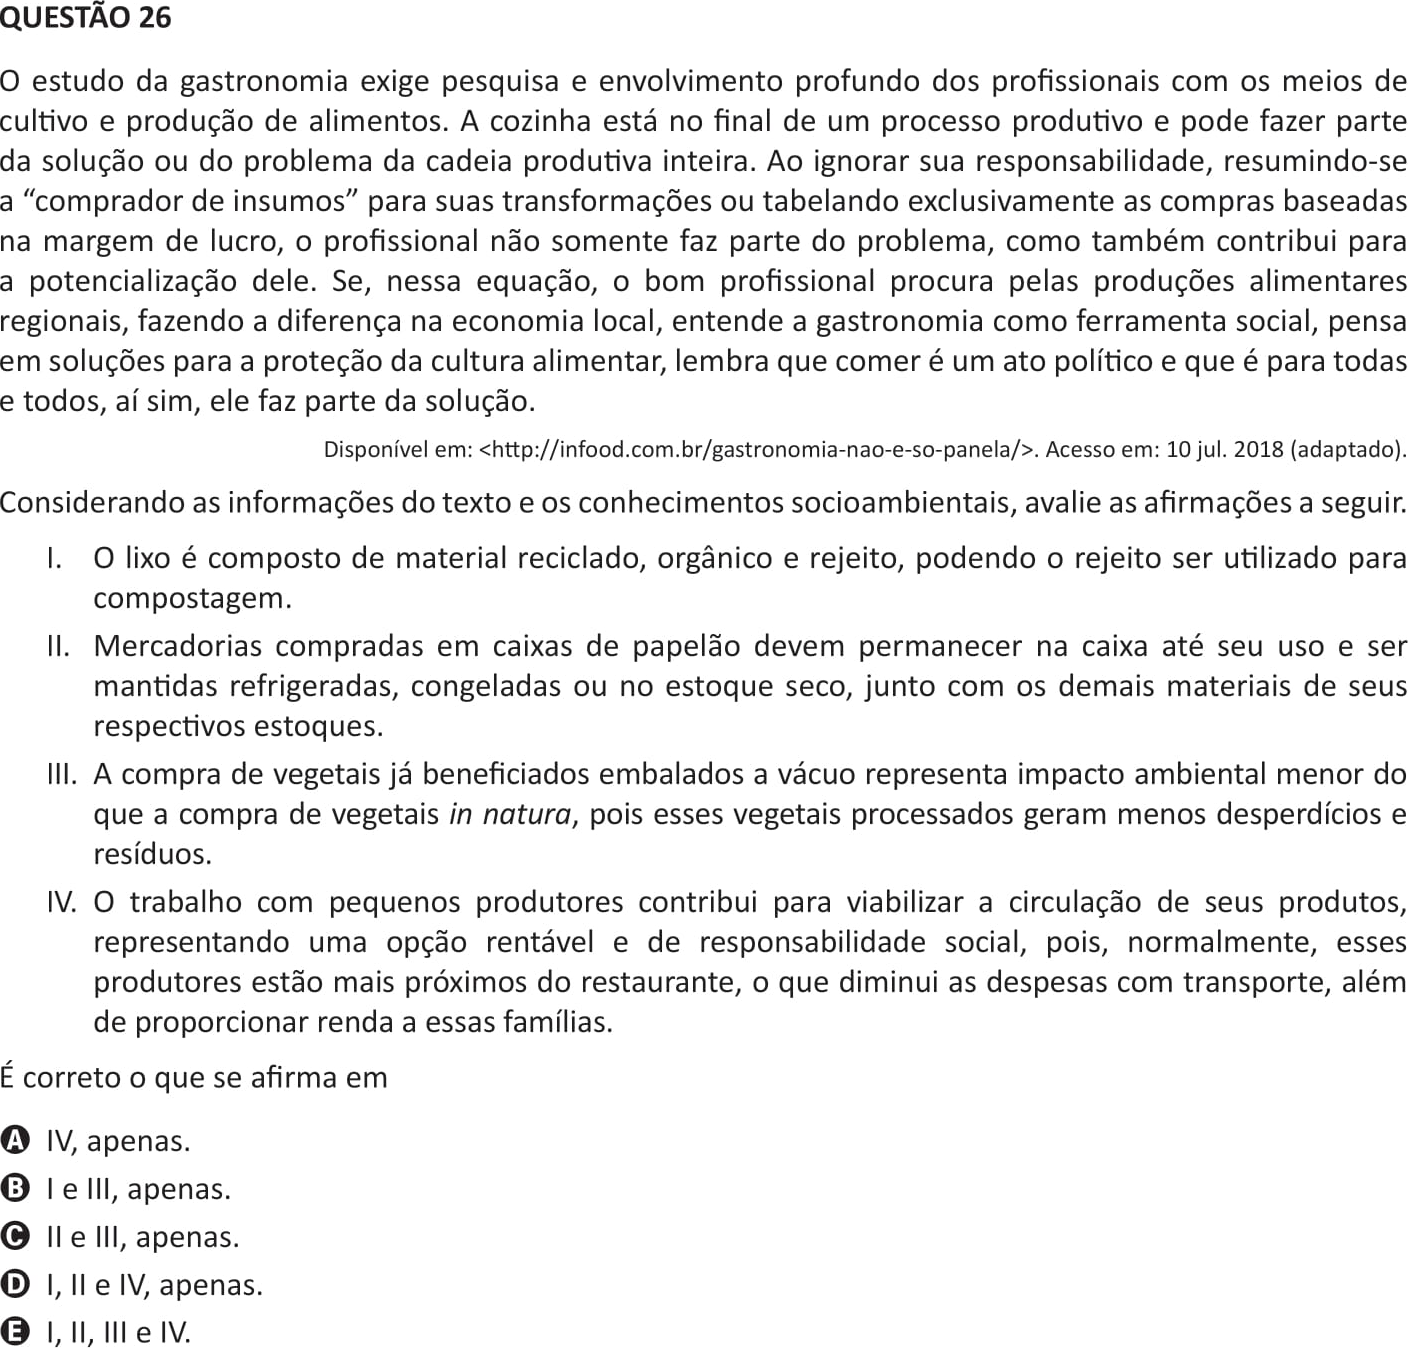 QUESTÃO 26
O estudo da gastronomia exige pesquisa e envolvimento profundo dos profissionais com os meios de
cultivo e produção de alimentos. A cozinha está no final de um processo produtivo e pode fazer parte
da solução ou do problema da cadeia produtiva inteira. Ao ignorar sua responsabilidade, resumindo-se
a “comprador de insumos” para suas transformações ou tabelando exclusivamente as compras baseadas
na margem de lucro, o profissional não somente faz parte do problema, como também contribui para
a potencialização dele. Se, nessa equação, o bom profissional procura pelas produções alimentares
regionais, fazendo a diferença na economia local, entende a gastronomia como ferramenta social, pensa
em soluções para a proteção da cultura alimentar, lembra que comer é um ato político e que é para todas
e todos, aí sim, ele faz parte da solução.
Disponível em: <http://infood.com.br/gastronomia-nao-e-so-panela/>. Acesso em: 10 jul. 2018 (adaptado).
Considerando as informações do texto e os conhecimentos socioambientais, avalie as afirmações a seguir.
I. O lixo é composto de material reciclado, orgânico e rejeito, podendo o rejeito ser utilizado para
compostagem.
II. Mercadorias compradas em caixas de papelão devem permanecer na caixa até seu uso e ser
mantidas refrigeradas, congeladas ou no estoque seco, junto com os demais materiais de seus
respectivos estoques.
III. A compra de vegetais já beneficiados embalados a vácuo representa impacto ambiental menor do
que a compra de vegetais in natura, pois esses vegetais processados geram menos desperdícios e
resíduos.
IV. O trabalho com pequenos produtores contribui para viabilizar a circulação de seus produtos,
representando uma opção rentável e de responsabilidade social, pois, normalmente, esses
produtores estão mais próximos do restaurante, o que diminui as despesas com transporte, além
de proporcionar renda a essas famílias.
É correto o que se afirma em
A IV, apenas.
B I e III, apenas.
C II e III, apenas.
D I, II e IV, apenas.
E I, II, III e IV.